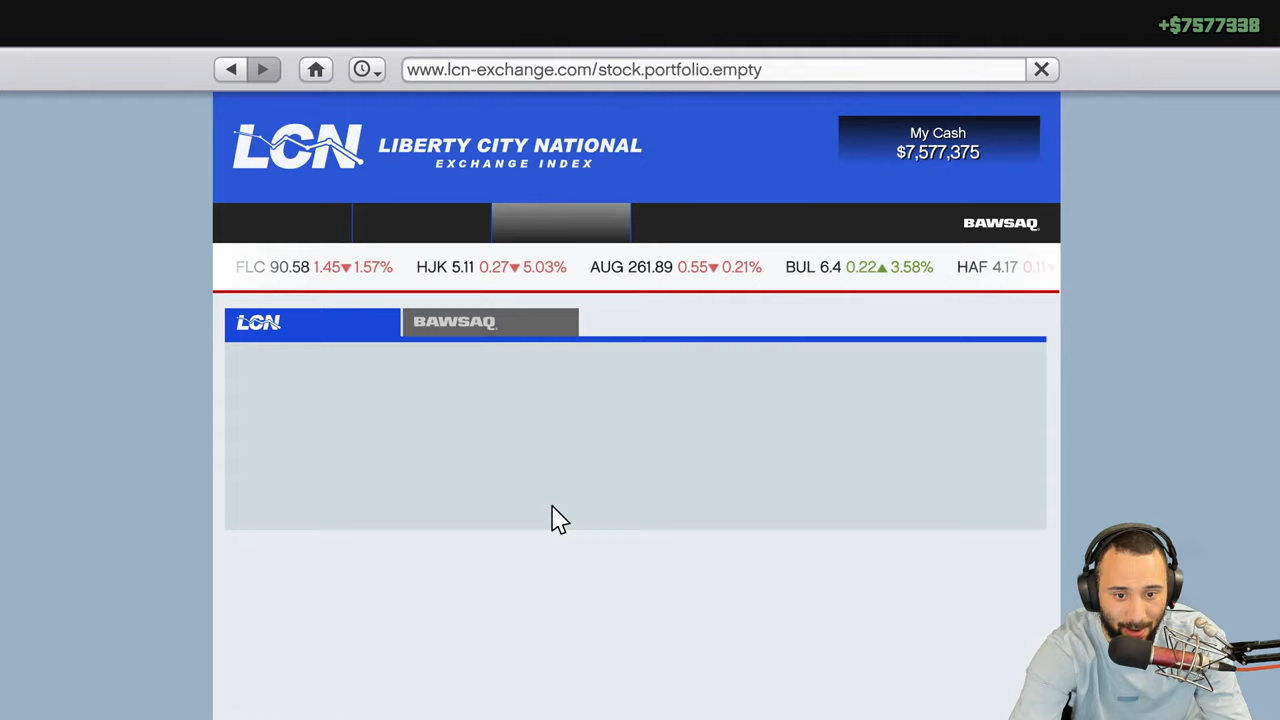 +$7577338
www.lcn-exchange.com/stock.portfolio.empty
LCN LIBERTY CITY NATIONAL
EXCHANGE INDEX
My Cash
$7,577,375
BAWSAQ
FLC 90.58 1.45▼1.57% HJK 5.11 0.27▼5.03% AUG 261.89 0.55▼0.21% BUL 6.4 0.22▲3.58% HAF 4.17 0.11▼
LCN BAWSAQ